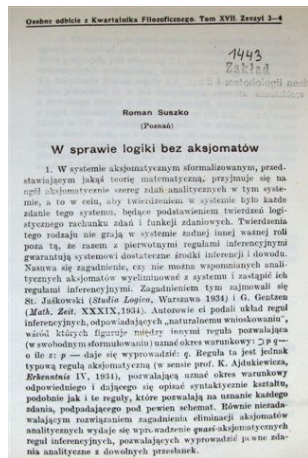 Osobne odbicie z Kwartalnika Filozoficznego. Tom XVII. Zeszyt 3—4
1443
Zakład
i metodologii nauk
Roman Suszko
(Poznań)
W sprawie logiki bez aksjomatów
1. W systemie aksjomatycznym sformalizowanym, przed-
stawiającym jakąś teorię matematyczną, przyjmuje się na
ogół aksjomatycznie szereg zdań analitycznych w tym syste-
mie, a to w celu, aby twierdzeniem w systemie było każde
zdanie tego systemu, będące podstawieniem twierdzeń logi-
stycznego rachunku zdań i funkcji zdaniowych. Twierdzenia
tego rodzaju nie grają w systemie żadnej innej ważnej roli
poza tą, że razem z pierwotnymi regułami inferencyjnymi
gwarantują systemowi dostateczne środki inferencji i dowodu.
Nasuwa się zagadnienie, czy nie można wspomnianych anali-
tycznych aksjomatów wyeliminować z systemu i zastąpić ich
regułami inferencyjnymi. Zagadnieniem tym zajmowali się
St. Jaśkowski (Studia Logica, Warszawa 1934) i G. Gentzen
(Math. Zeit. XXXIX, 1934). Autorowie ci podali układ reguł
inferencyjnych, odpowiadających „naturalnemu wnioskowaniu",
wśród których figuruje między innymi reguła pozwalająca
(w swobodnym sformułowaniu) uznać okres warunkowy: ⊃ p q —
o ile z: p — daje się wyprowadzić: q. Reguła ta jest jednak
typową regułą aksjomatyczną (w sensie prof. K. Ajdukiewicza,
Erkenntnis IV, 1934), pozwalającą uznać okres warunkowy
odpowiedniego i dającego się opisać syntaktycznie kształtu,
podobnie jak i te reguły, które pozwalają na uznanie każdego
zdania, podpadającego pod pewien schemat. Równie niezado-
walającym rozwiązaniem zagadnienia eliminacji aksjomatów
analitycznych wydaje się wprowadzenie quasi-aksjomatycznych
reguł inferencyjnych, pozwalających wyprowadzić pewne zda-
nia analityczne z dowolnych przesłanek.